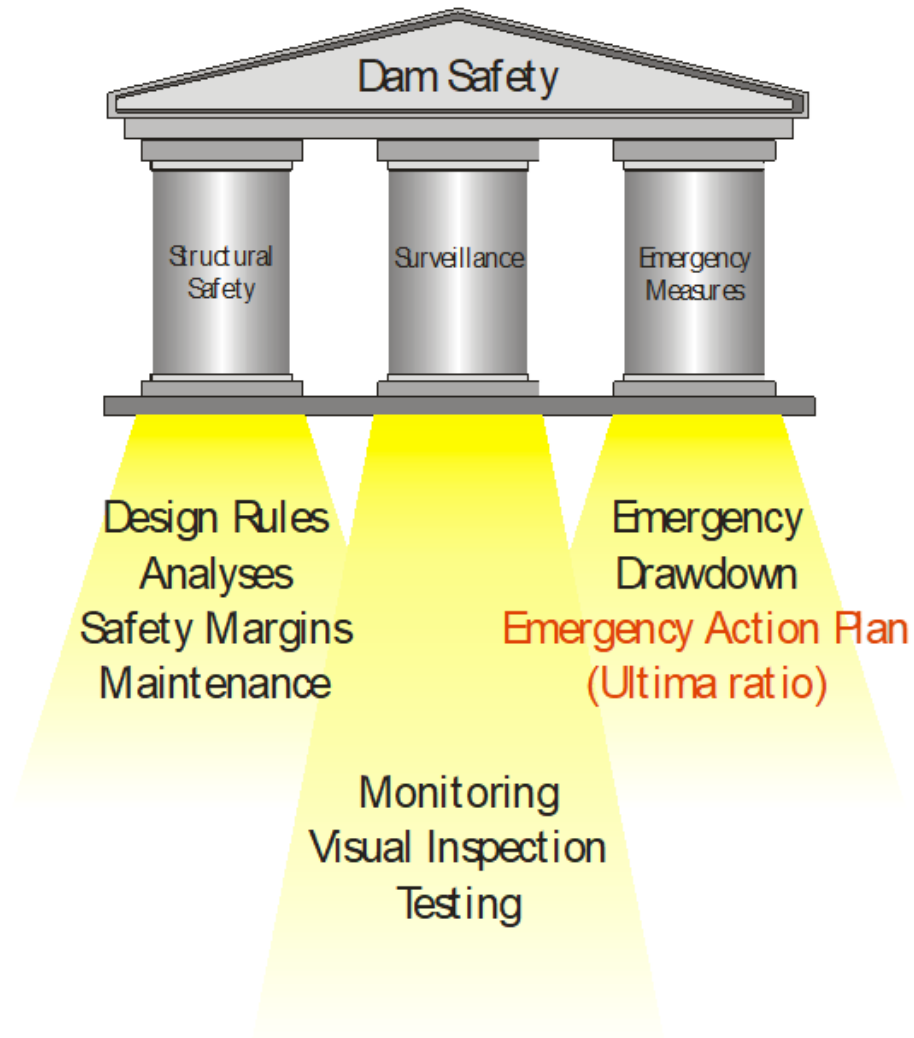 Dam Safety
Structural
Safety
Surveillance
Emergency
Measures
Design Rules
Analyses
Safety Margins
Maintenance
Emergency
Drawdown
Emergency Action Plan
(Ultima ratio)
Monitoring
Visual Inspection
Testing